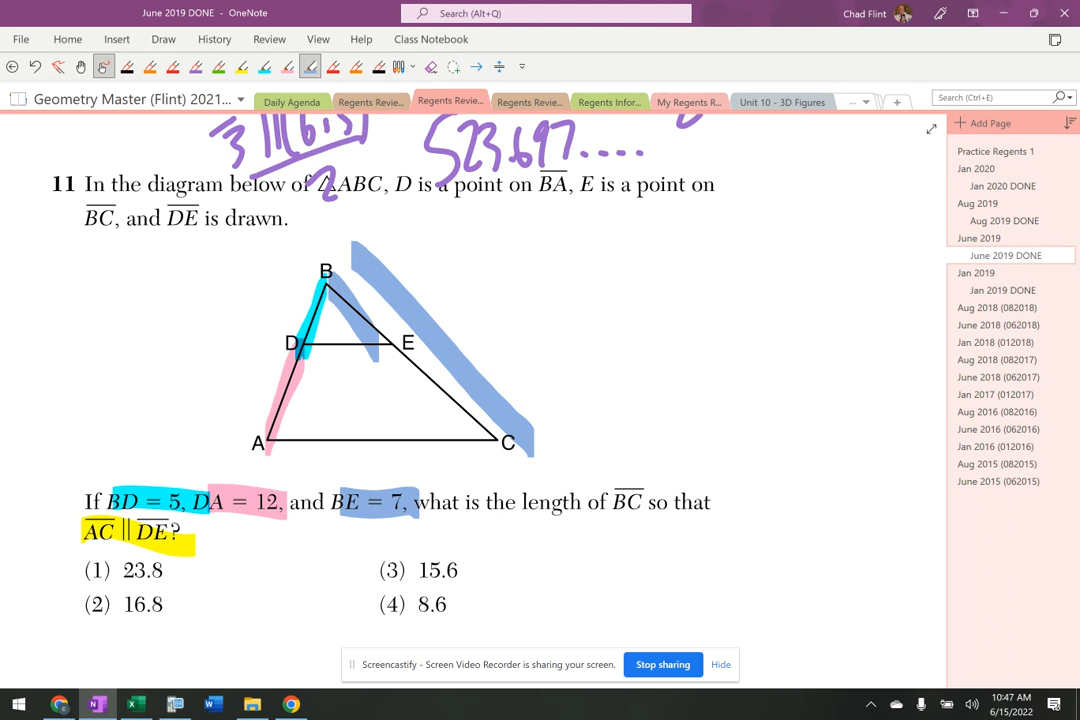 June 2019 DONE - OneNote
Search (Alt+Q)
Chad Flint
File Home Insert Draw History Review View Help Class Notebook
Geometry Master (Flint) 2021...
Daily Agenda Regents Revie... Regents Revie... Regents Revie... Regents Infor... My Regents R... Unit 10 - 3D Figures ... +
Search (Ctrl+E)
Add Page
Practice Regents 1
Jan 2020
Jan 2020 DONE
Aug 2019
Aug 2019 DONE
June 2019
June 2019 DONE
Jan 2019
Jan 2019 DONE
Aug 2018 (082018)
June 2018 (062018)
Jan 2018 (012018)
Aug 2018 (082017)
June 2018 (062017)
Jan 2017 (012017)
Aug 2016 (082016)
June 2016 (062016)
Jan 2016 (012016)
Aug 2015 (082015)
June 2015 (062015)
523.697....
2
11 In the diagram below of △ABC, D is a point on BA, E is a point on
BC, and DE is drawn.
B
D E
A C
If BD = 5, DA = 12, and BE = 7, what is the length of BC so that
AC || DE?
(1) 23.8 (3) 15.6
(2) 16.8 (4) 8.6
Screencastify - Screen Video Recorder is sharing your screen. Stop sharing Hide
10:47 AM
6/15/2022